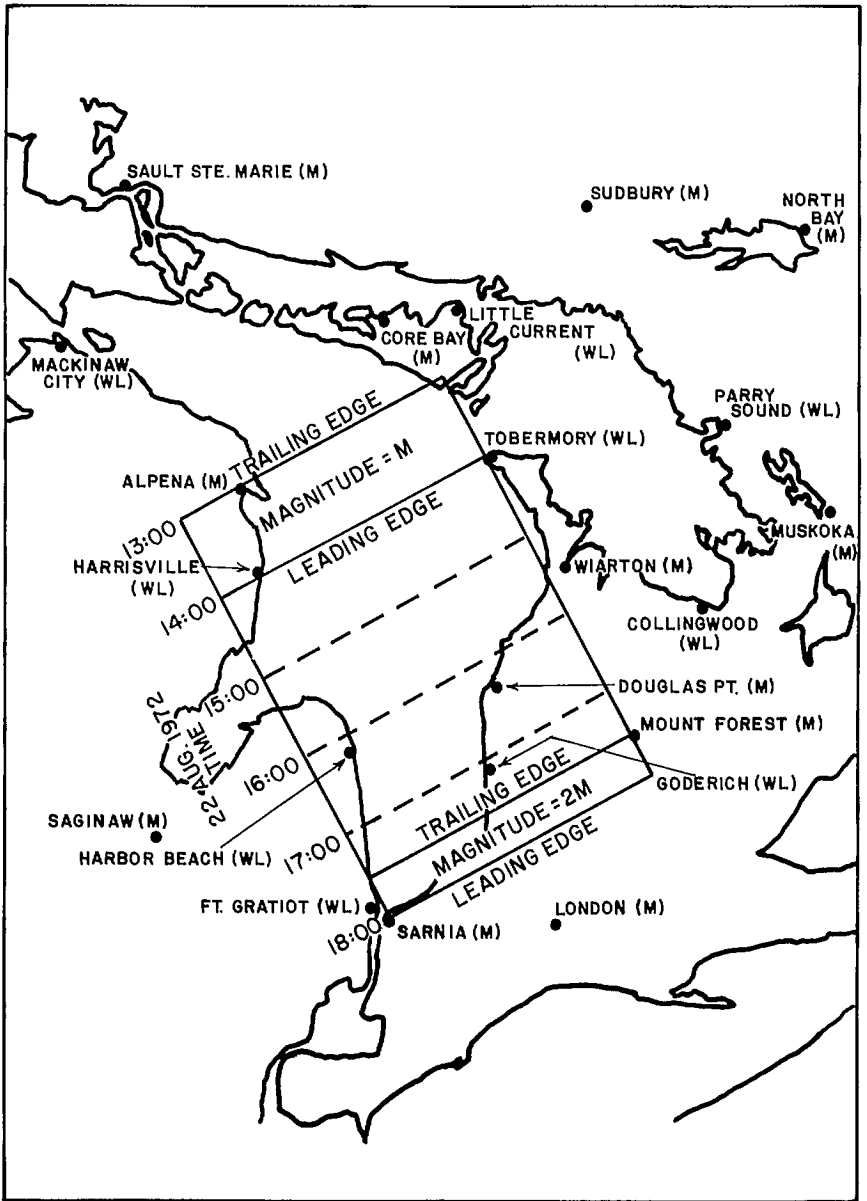 SAULT STE. MARIE (M)
SUDBURY (M)
NORTH
BAY
(M)
LITTLE
CURRENT
(WL)
CORE BAY
(M)
MACKINAW
CITY (WL)
PARRY
SOUND (WL)
TRAILING EDGE
TOBERMORY (WL)
ALPENA (M)
MAGNITUDE = M
13:00
LEADING EDGE
MUSKOKA
(M)
HARRISVILLE
(WL)
WIARTON (M)
14:00
COLLINGWOOD
(WL)
15:00
DOUGLAS PT. (M)
22 AUG. 1972
TIME
16:00
MOUNT FOREST (M)
GODERICH (WL)
TRAILING EDGE
MAGNITUDE = 2M
LEADING EDGE
SAGINAW (M)
17:00
HARBOR BEACH (WL)
FT. GRATIOT (WL)
LONDON (M)
18:00
SARNIA (M)